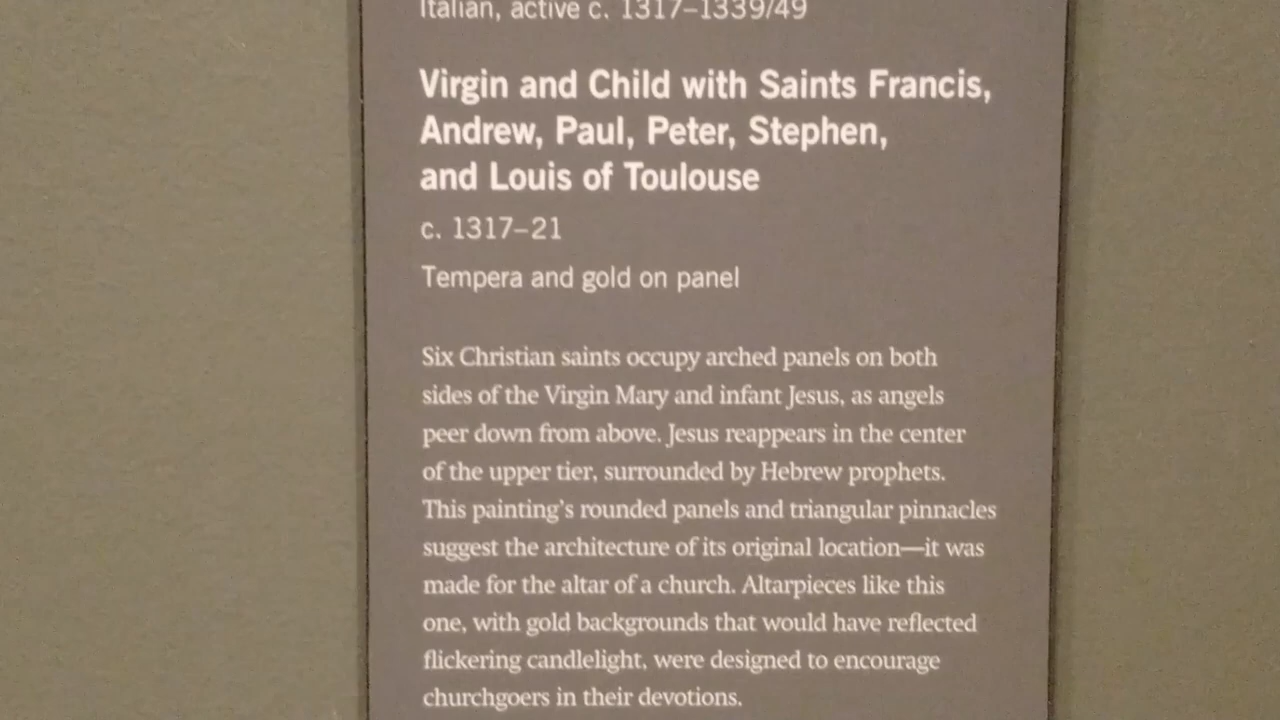 Italian, active c. 1317–1339/49
Virgin and Child with Saints Francis,
Andrew, Paul, Peter, Stephen,
and Louis of Toulouse
c. 1317–21
Tempera and gold on panel
Six Christian saints occupy arched panels on both
sides of the Virgin Mary and infant Jesus, as angels
peer down from above. Jesus reappears in the center
of the upper tier, surrounded by Hebrew prophets.
This painting’s rounded panels and triangular pinnacles
suggest the architecture of its original location—it was
made for the altar of a church. Altarpieces like this
one, with gold backgrounds that would have reflected
flickering candlelight, were designed to encourage
churchgoers in their devotions.